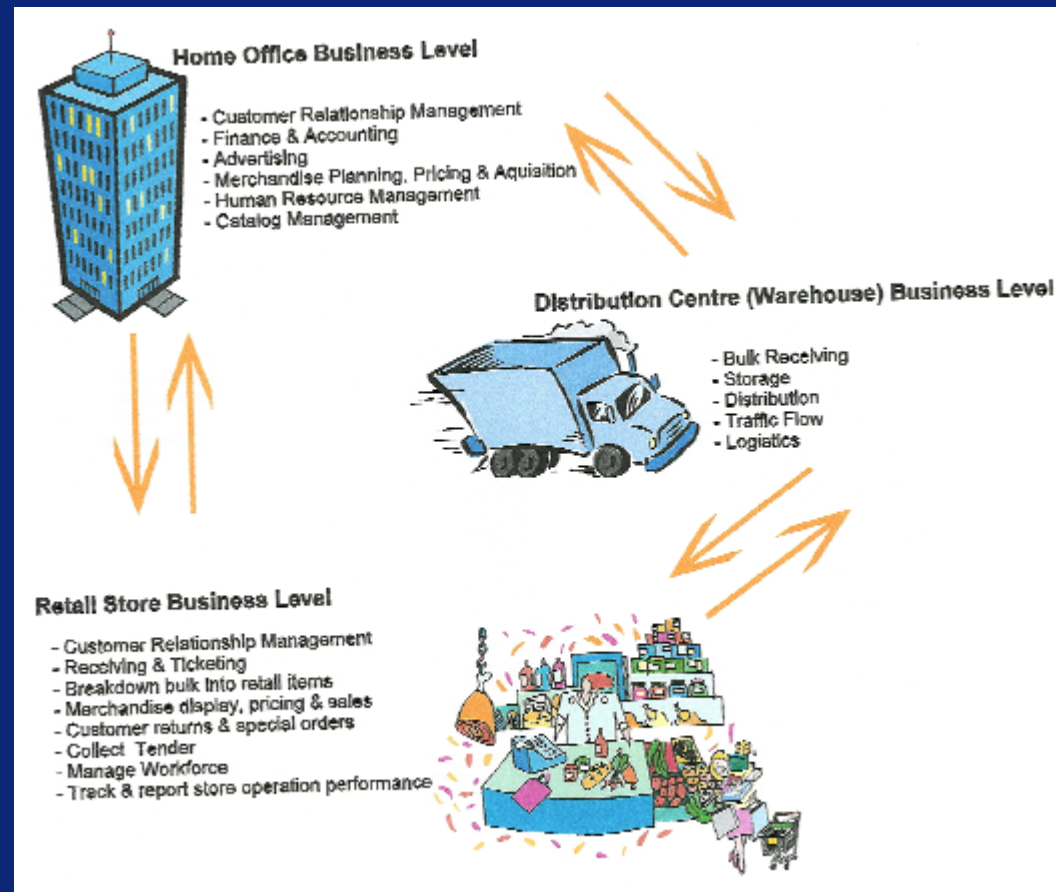 Home Office Business Level
- Customer Relationship Management
- Finance & Accounting
- Advertising
- Merchandise Planning, Pricing & Aquisition
- Human Resource Management
- Catalog Management
Distribution Centre (Warehouse) Business Level
- Bulk Receiving
- Storage
- Distribution
- Traffic Flow
- Logistics
Retail Store Business Level
- Customer Relationship Management
- Receiving & Ticketing
- Breakdown bulk into retail items
- Merchandise display, pricing & sales
- Customer returns & special orders
- Collect Tender
- Manage Workforce
- Track & report store operation performance